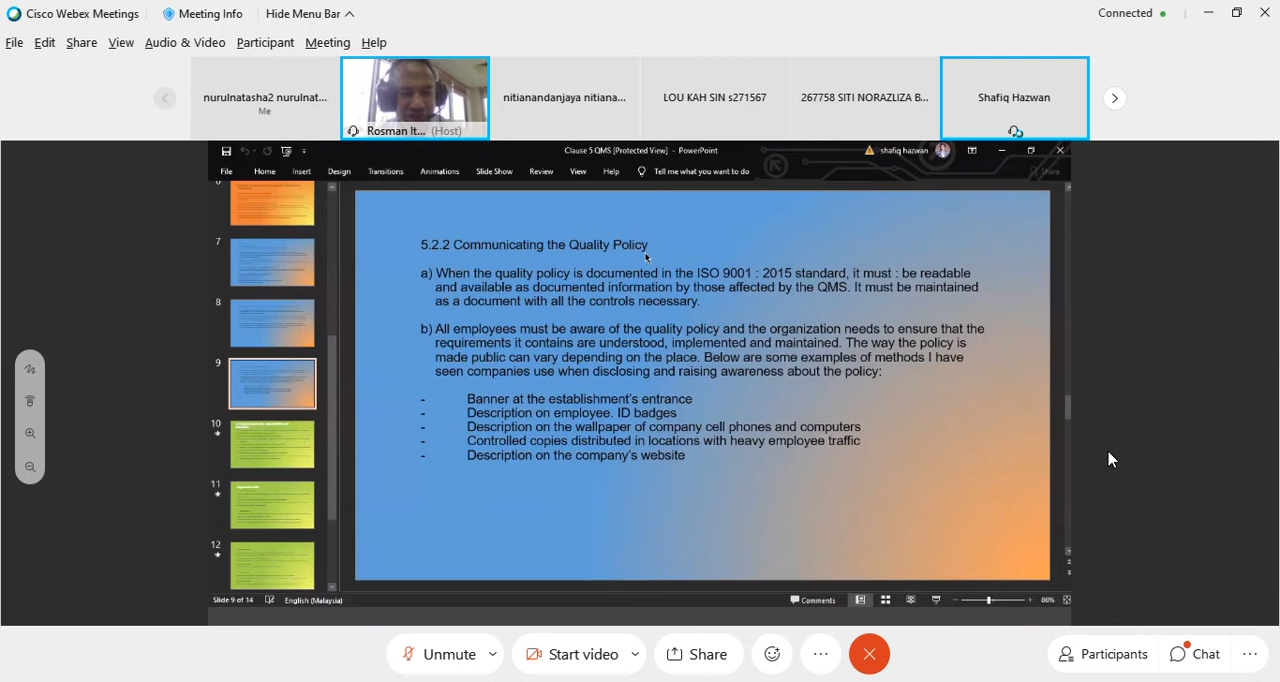 Cisco Webex Meetings
Meeting Info
Hide Menu Bar
Connected
File Edit Share View Audio & Video Participant Meeting Help
nurulnatasha2 nurulnat...
Me
Rosman It... (Host)
nitianandanjaya nitiana...
LOU KAH SIN s271567
267758 SITI NORAZLIZA B...
Shafiq Hazwan
Clause 5 QMS [Protected View] - PowerPoint
shafiq hazwan
File Home Insert Design Transitions Animations Slide Show Review View Help Tell me what you want to do
Share
7
8
9
10
11
12
5.2.2 Communicating the Quality Policy
a) When the quality policy is documented in the ISO 9001 : 2015 standard, it must : be readable
and available as documented information by those affected by the QMS. It must be maintained
as a document with all the controls necessary.
b) All employees must be aware of the quality policy and the organization needs to ensure that the
requirements it contains are understood, implemented and maintained. The way the policy is
made public can vary depending on the place. Below are some examples of methods I have
seen companies use when disclosing and raising awareness about the policy:
- Banner at the establishment's entrance
- Description on employee. ID badges
- Description on the wallpaper of company cell phones and computers
- Controlled copies distributed in locations with heavy employee traffic
- Description on the company's website
Slide 9 of 14 English (Malaysia)
Comments
86%
Unmute
Start video
Share
Participants
Chat